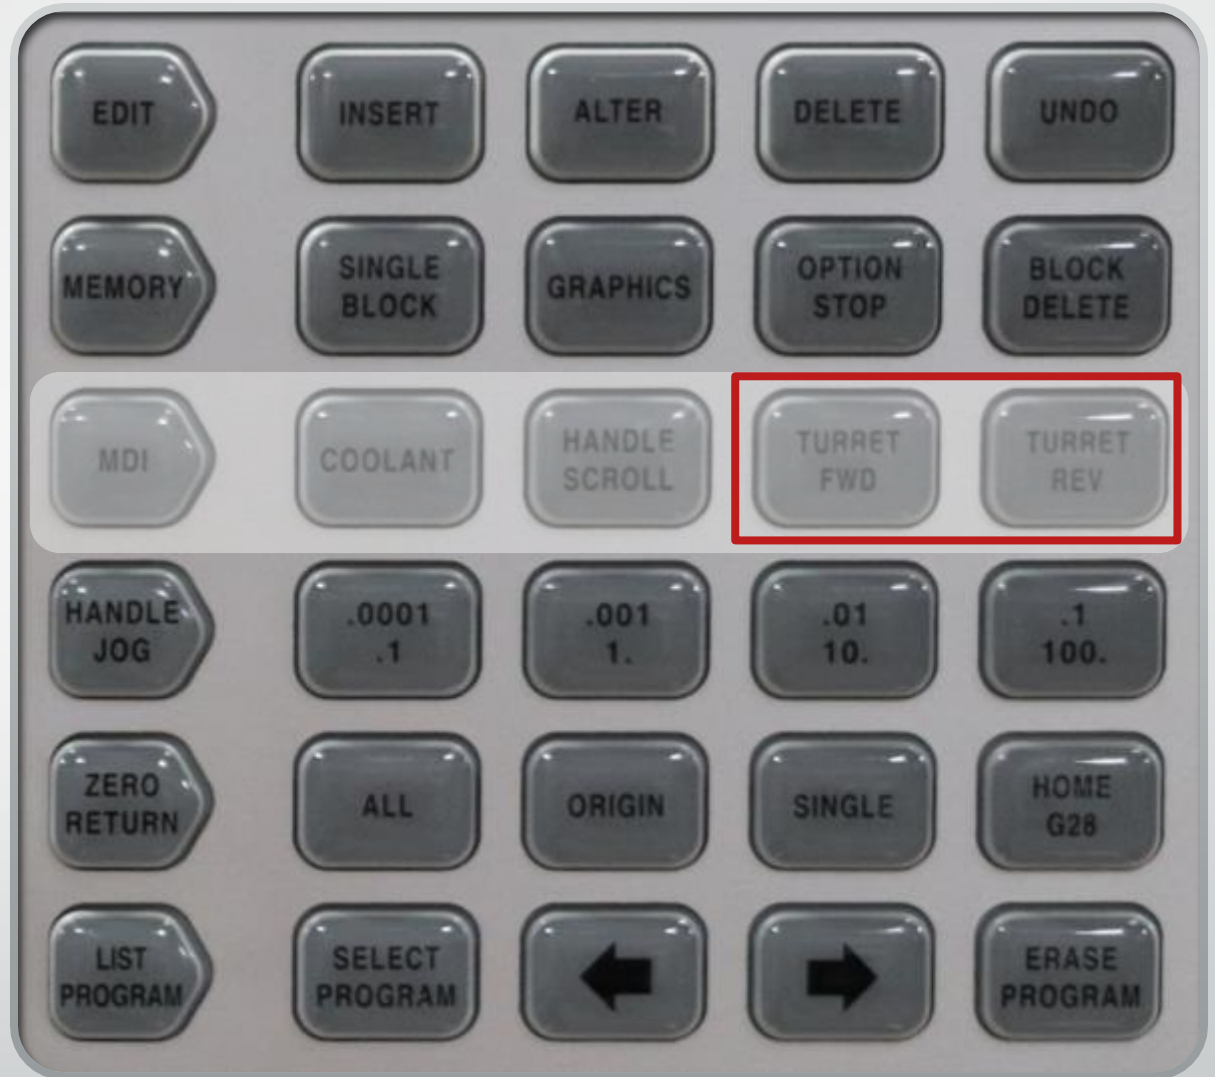 EDIT
INSERT
ALTER
DELETE
UNDO
MEMORY
SINGLE
BLOCK
GRAPHICS
OPTION
STOP
BLOCK
DELETE
MDI
COOLANT
HANDLE
SCROLL
TURRET
FWD
TURRET
REV
HANDLE
JOG
.0001
.1
.001
1.
.01
10.
.1
100.
ZERO
RETURN
ALL
ORIGIN
SINGLE
HOME
G28
LIST
PROGRAM
SELECT
PROGRAM
ERASE
PROGRAM